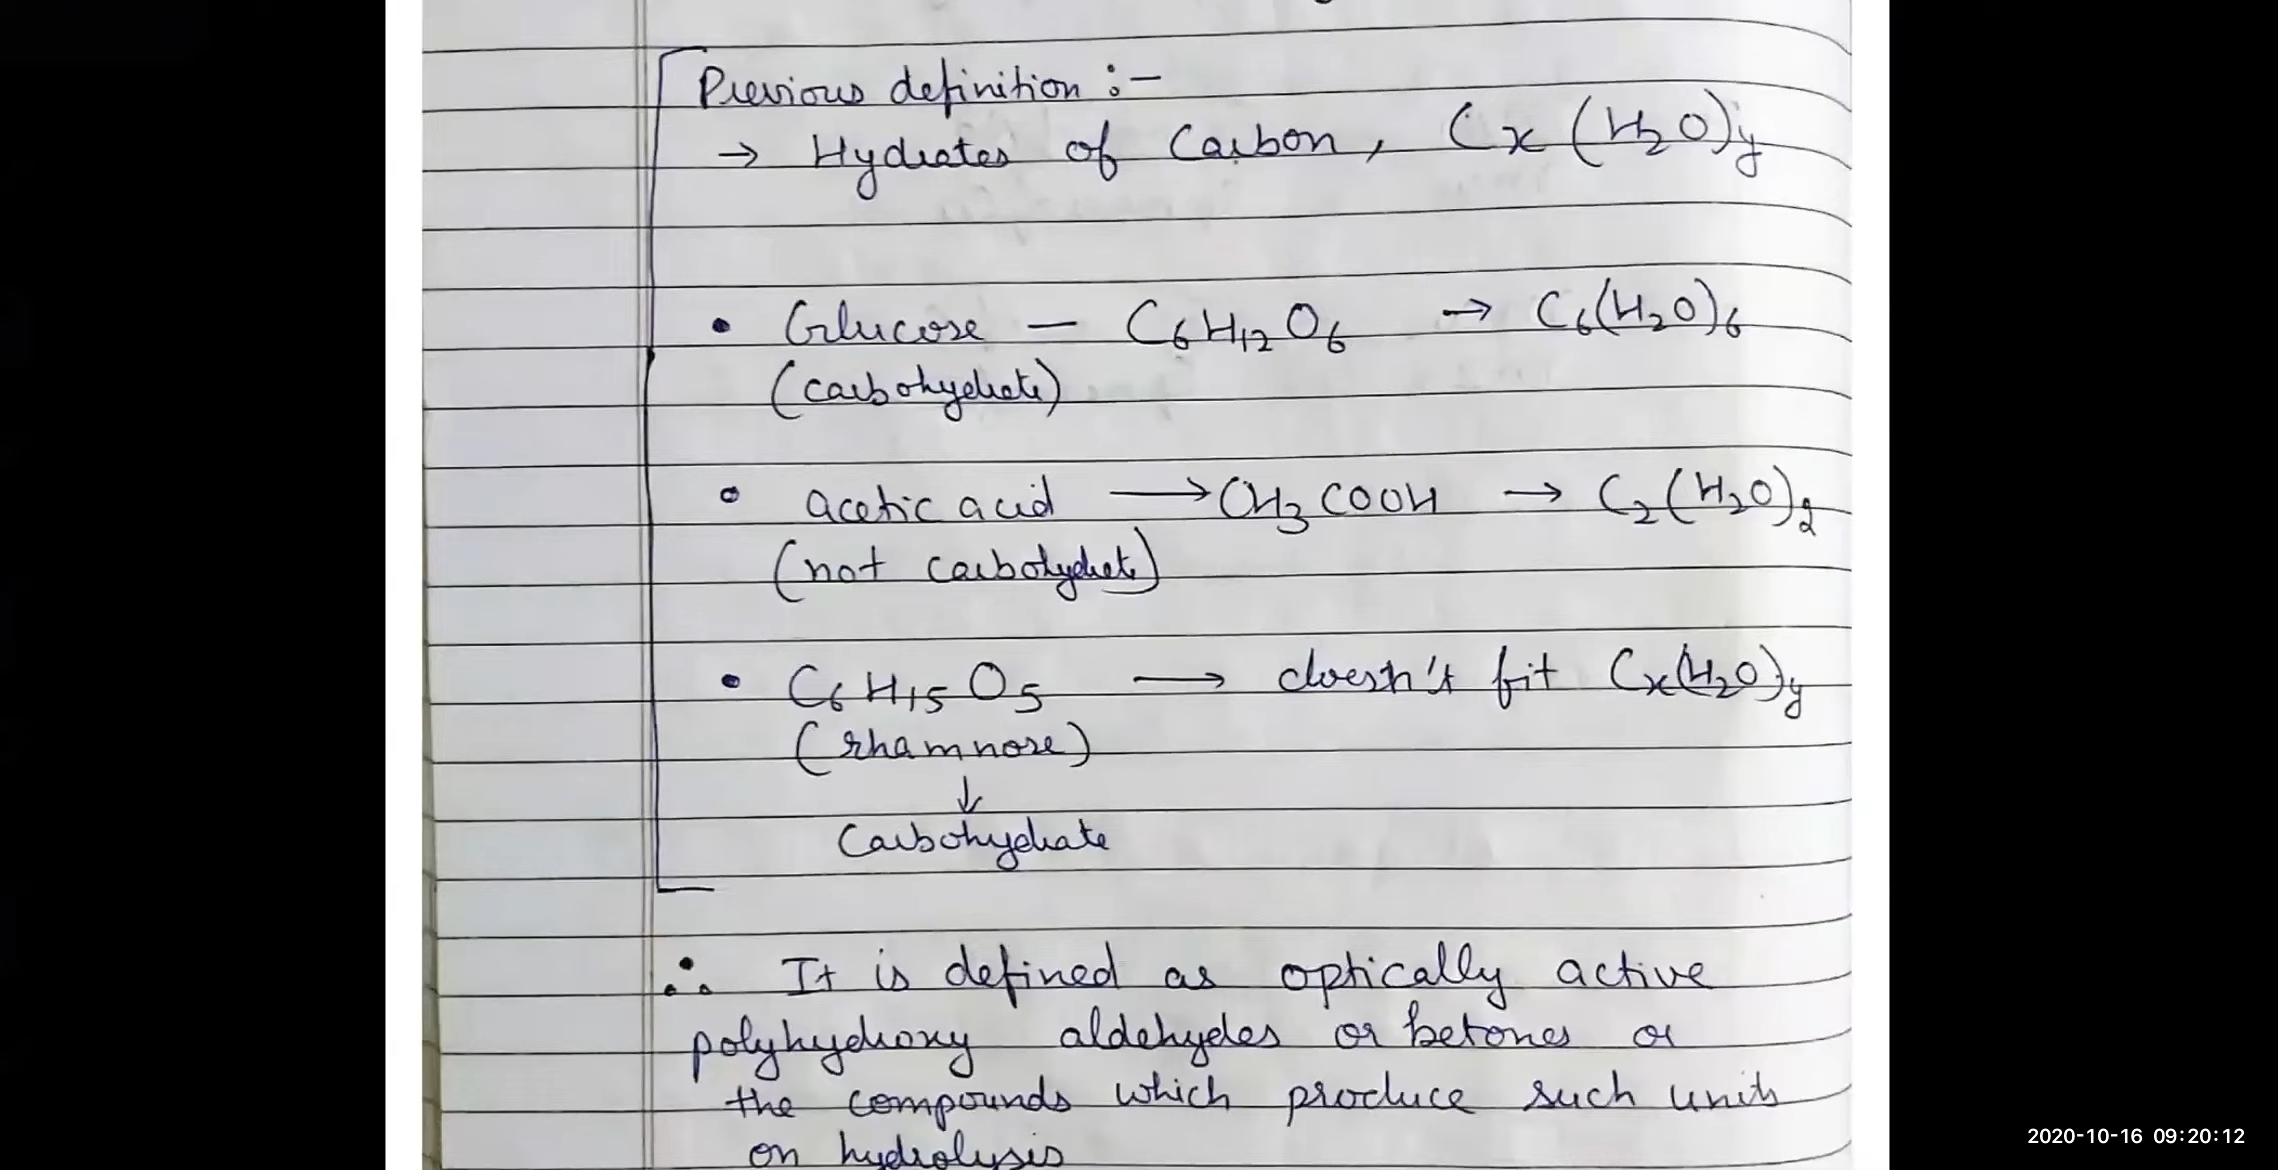 Previous definition :-
→ Hydrates of Carbon, Cx (H2O)y
• Glucose — C6H12O6 → C6(H2O)6
(carbohydrate)
• acetic acid → CH3COOH → C2(H2O)2
(not carbohydrate)
• C6H15O5 → doesn't fit Cx(H2O)y
(rhamnose)
↓
Carbohydrate
∴ It is defined as optically active
polyhydroxy aldehydes or ketones or
the compounds which produce such units
on hydrolysis
2020-10-16 09:20:12